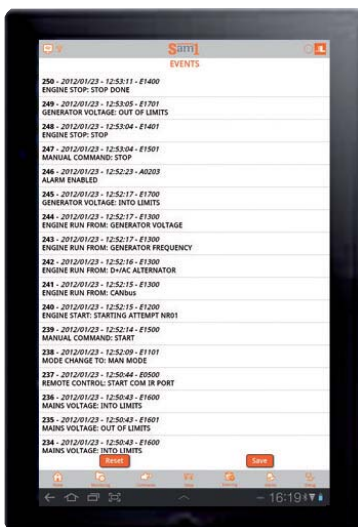 Sam1
EVENTS
250 - 2012/01/23 - 12:53:11 - E1400
ENGINE STOP: STOP DONE
249 - 2012/01/23 - 12:53:05 - E1701
GENERATOR VOLTAGE: OUT OF LIMITS
248 - 2012/01/23 - 12:53:04 - E1401
ENGINE STOP: STOP
247 - 2012/01/23 - 12:53:04 - E1501
MANUAL COMMAND: STOP
246 - 2012/01/23 - 12:52:23 - A0203
ALARM ENABLED
245 - 2012/01/23 - 12:52:17 - E1700
GENERATOR VOLTAGE: INTO LIMITS
244 - 2012/01/23 - 12:52:17 - E1300
ENGINE RUN FROM: GENERATOR VOLTAGE
243 - 2012/01/23 - 12:52:17 - E1300
ENGINE RUN FROM: GENERATOR FREQUENCY
242 - 2012/01/23 - 12:52:16 - E1300
ENGINE RUN FROM: D+/AC ALTERNATOR
241 - 2012/01/23 - 12:52:15 - E1300
ENGINE RUN FROM: CANbus
240 - 2012/01/23 - 12:52:15 - E1200
ENGINE START: STARTING ATTEMPT NR01
239 - 2012/01/23 - 12:52:14 - E1500
MANUAL COMMAND: START
238 - 2012/01/23 - 12:52:09 - E1101
MODE CHANGE TO: MAN MODE
237 - 2012/01/23 - 12:50:44 - E0500
REMOTE CONTROL: START COM IR PORT
236 - 2012/01/23 - 12:50:43 - E1600
MAINS VOLTAGE: INTO LIMITS
235 - 2012/01/23 - 12:50:43 - E1601
MAINS VOLTAGE: OUT OF LIMITS
234 - 2012/01/23 - 12:50:43 - E1600
MAINS VOLTAGE: INTO LIMITS
Reset Save
16:19